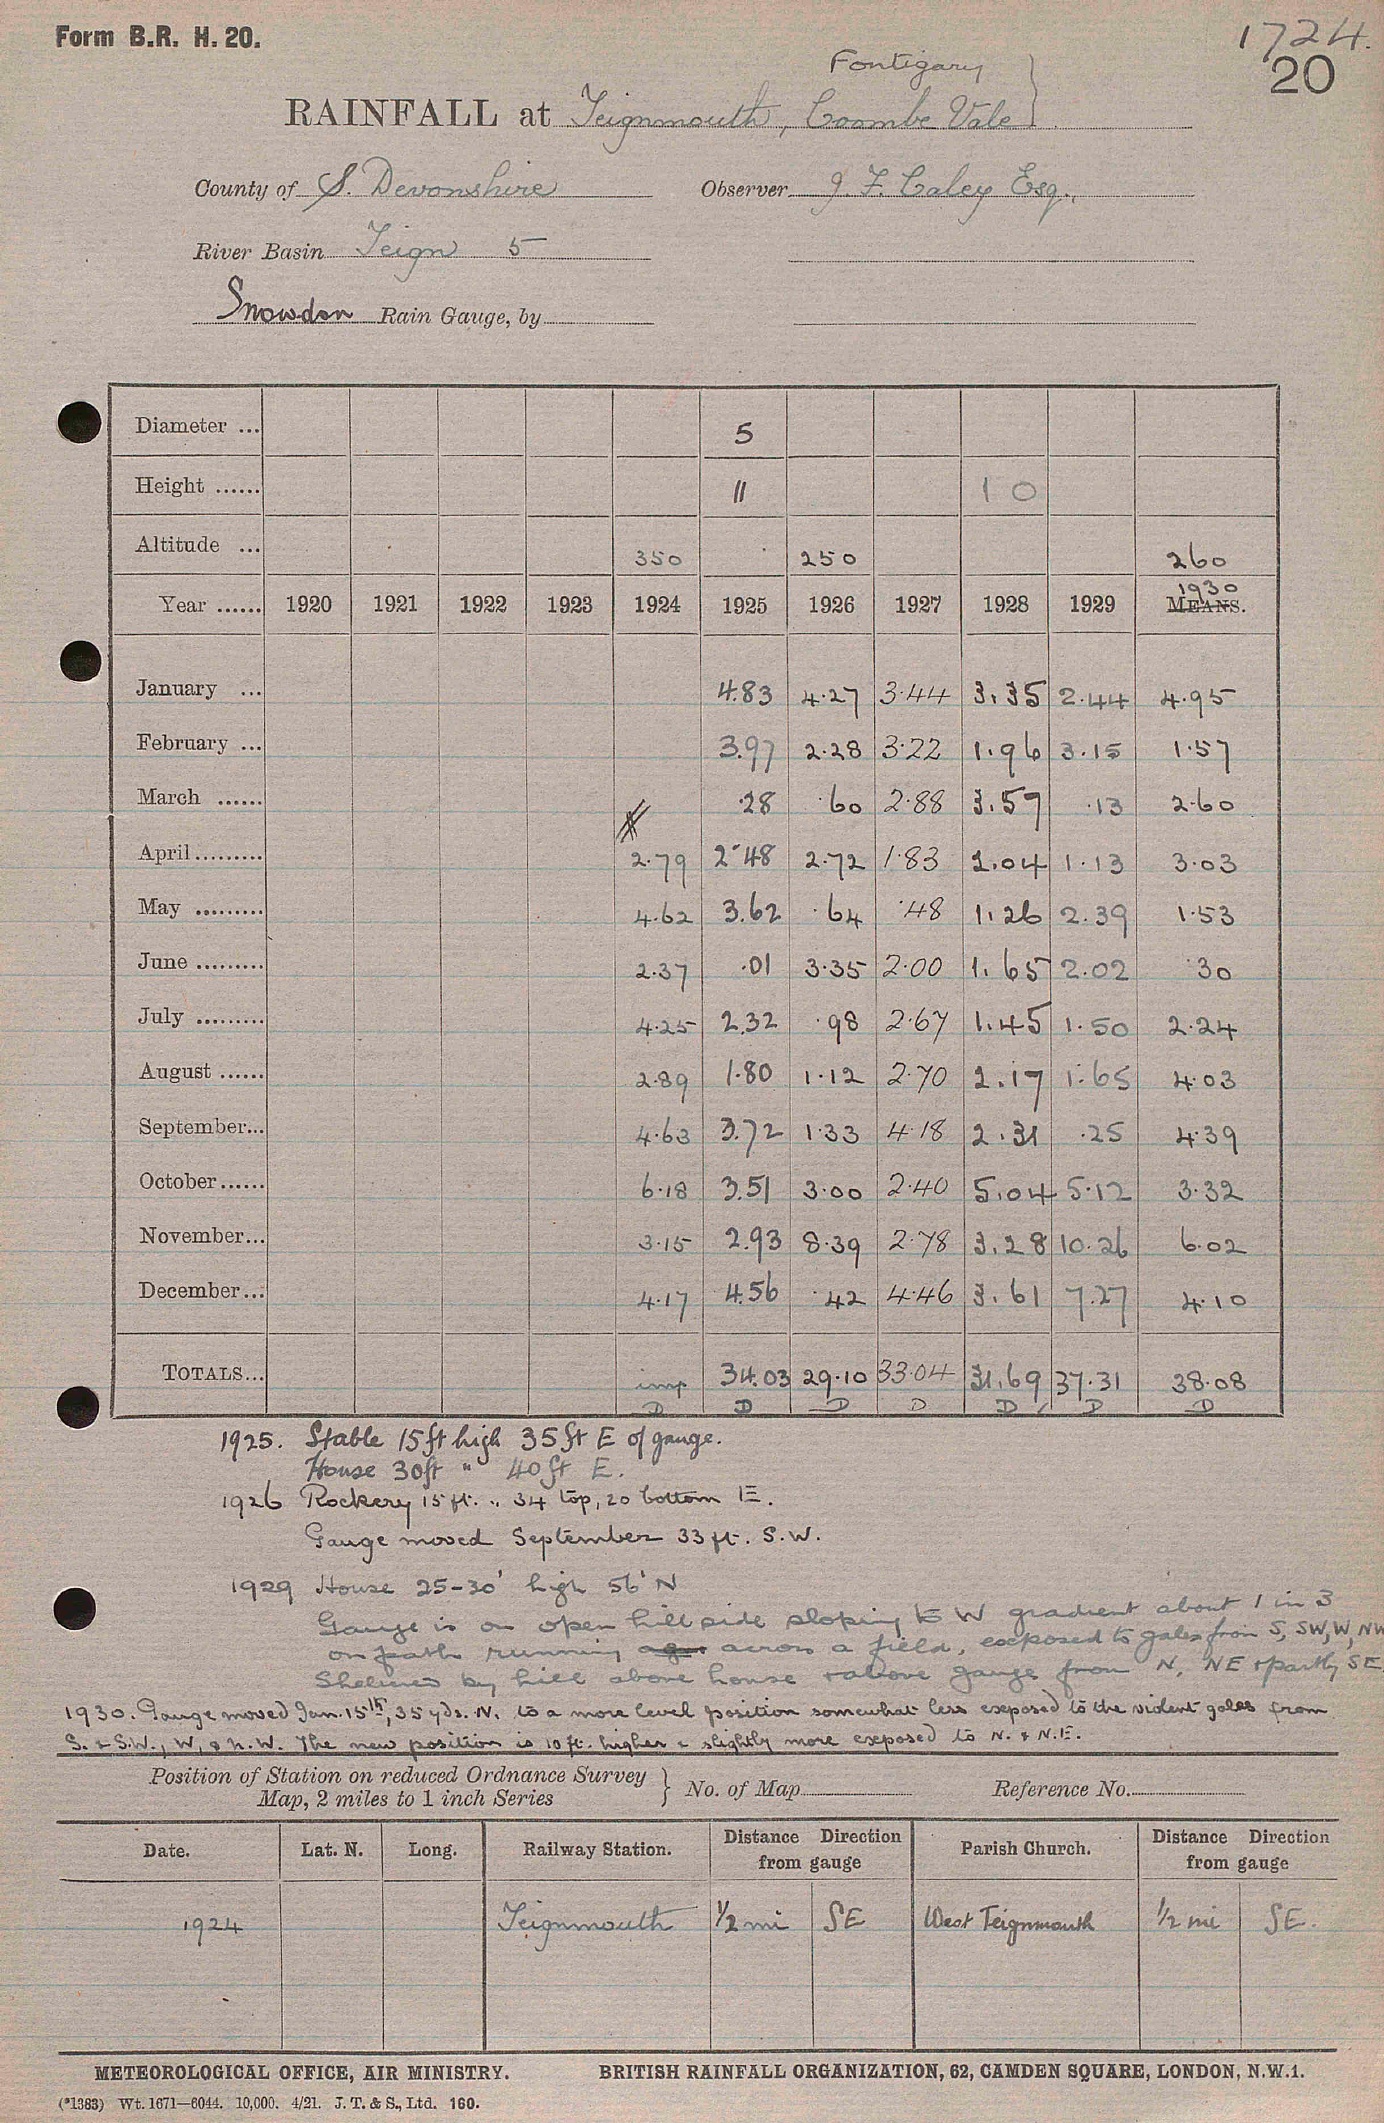 Form B.R. H. 20.
1724.
20
Fontigary
RAINFALL at Teignmouth, Coombe Vale
County of S. Devonshire Observer J. F. Caley Esq.,
River Basin Teign 5
Snowdon Rain Gauge, by
Diameter ... 5
Height ...... 11 10
Altitude ... 350 250 260
1930
Year ...... 1920 1921 1922 1923 1924 1925 1926 1927 1928 1929 MEANS.
January ... 4.83 4.27 3.44 3.35 2.44 4.95
February ... 3.97 2.28 3.22 1.96 3.15 1.57
March ...... .28 .60 2.88 3.57 .13 2.60
April......... 2.79 2.48 2.72 1.83 2.04 1.13 3.03
May ......... 4.62 3.62 .64 .48 1.26 2.39 1.53
June ......... 2.37 .01 3.35 2.00 1.65 2.02 .30
July ......... 4.25 2.32 .98 2.67 1.45 1.50 2.24
August ...... 2.89 1.80 1.12 2.70 2.17 1.65 4.03
September... 4.63 3.72 1.33 4.18 2.31 .25 4.39
October...... 6.18 3.51 3.00 2.40 5.04 5.12 3.32
November... 3.15 2.93 8.39 2.78 3.28 10.26 6.02
December... 4.17 4.56 .42 4.46 3.61 7.27 4.10
TOTALS... imp 34.03 29.10 33.04 31.69 37.31 38.08
D D D D D D D
1925. Stable 15ft high 35ft E of gauge.
House 30ft " 40ft E.
1926 Rockery 15 ft. " 34 top, 20 bottom E.
Gauge moved September 33 ft. S.W.
1929 House 25-30' high 56' N
Gauge is on open hill side sloping to W gradient about 1 in 3
on path running across a field, exposed to gales from S, SW, W, NW
Sheltered by hill above house & above gauge from N, NE & partly SE
1930. Gauge moved Jan. 15th, 35 yds. N. to a more level position somewhat less exposed to the violent gales from
S. & S.W., W, & N.W. The new position is 10 ft. higher & slightly more exposed to N. & N.E.
Position of Station on reduced Ordnance Survey
Map, 2 miles to 1 inch Series } No. of Map Reference No.
Date. Lat. N. Long. Railway Station. Distance Direction from gauge Parish Church. Distance Direction from gauge
1924 Teignmouth 1/2 mi SE West Teignmouth 1/2 mi SE.
METEOROLOGICAL OFFICE, AIR MINISTRY. BRITISH RAINFALL ORGANIZATION, 62, CAMDEN SQUARE, LONDON, N.W.1.
(*1383) Wt. 1671—6044. 10,000. 4/21. J. T. & S., Ltd. 160.